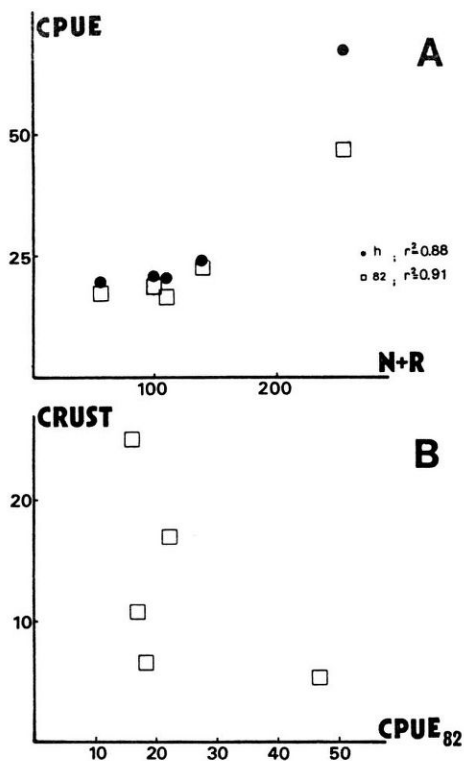 CPUE
A
50
25
● h ; r²=0.88
□ 82 ; r²=0.91
N+R
100 200
CRUST
B
20
10
CPUE82
10 20 30 40 50